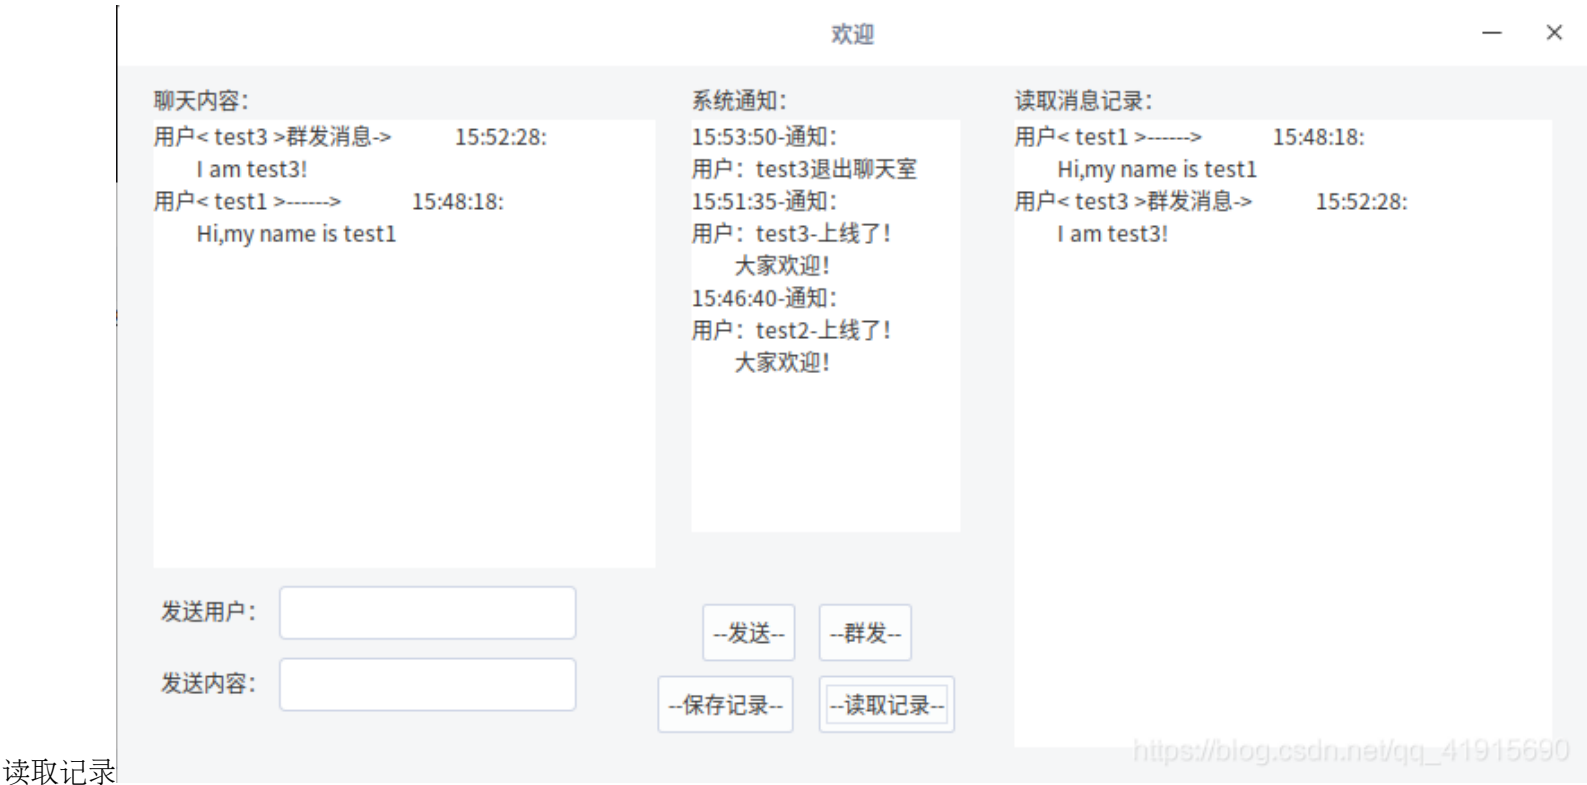 欢迎
聊天内容：
用户< test3 >群发消息-> 15:52:28:
I am test3!
用户< test1 >------> 15:48:18:
Hi,my name is test1
系统通知：
15:53:50-通知：
用户：test3退出聊天室
15:51:35-通知：
用户：test3-上线了！
大家欢迎！
15:46:40-通知：
用户：test2-上线了！
大家欢迎！
读取消息记录：
用户< test1 >------> 15:48:18:
Hi,my name is test1
用户< test3 >群发消息-> 15:52:28:
I am test3!
发送用户：
发送内容：
--发送--
--群发--
--保存记录--
--读取记录--
https://blog.csdn.net/qq_41915690
读取记录